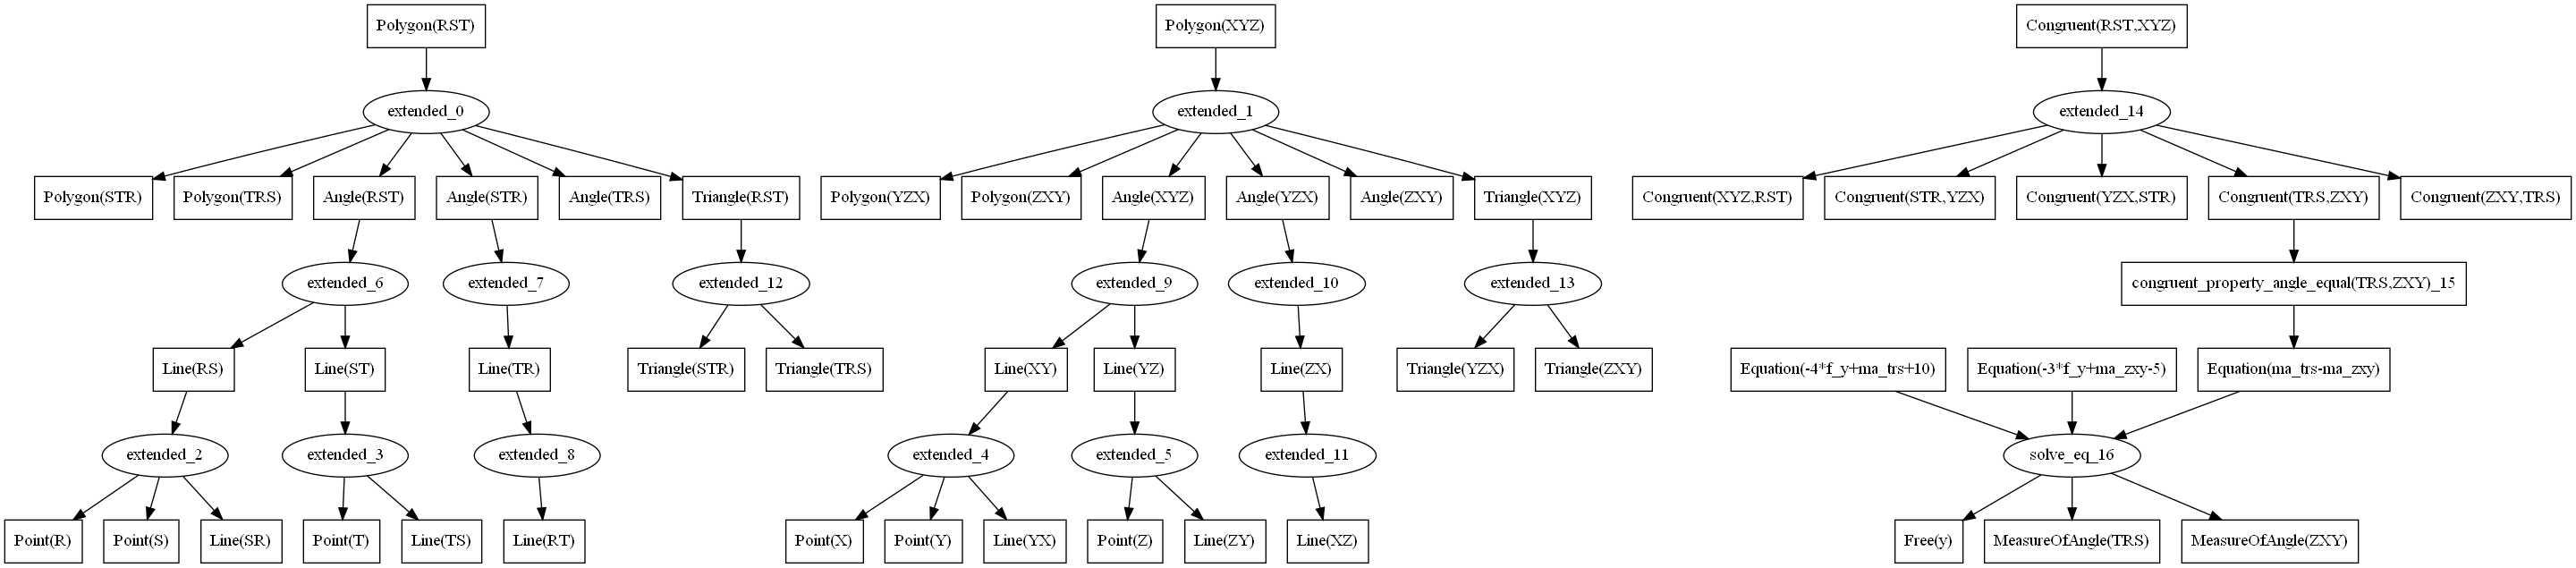 Polygon(RST)
Polygon(XYZ)
Congruent(RST,XYZ)
extended_0
extended_1
extended_14
Polygon(STR)
Polygon(TRS)
Angle(RST)
Angle(STR)
Angle(TRS)
Triangle(RST)
Polygon(YZX)
Polygon(ZXY)
Angle(XYZ)
Angle(YZX)
Angle(ZXY)
Triangle(XYZ)
Congruent(XYZ,RST)
Congruent(STR,YZX)
Congruent(YZX,STR)
Congruent(TRS,ZXY)
Congruent(ZXY,TRS)
extended_6
extended_7
extended_12
extended_9
extended_10
extended_13
congruent_property_angle_equal(TRS,ZXY)_15
Line(RS)
Line(ST)
Line(TR)
Triangle(STR)
Triangle(TRS)
Line(XY)
Line(YZ)
Line(ZX)
Triangle(YZX)
Triangle(ZXY)
Equation(-4*f_y+ma_trs+10)
Equation(-3*f_y+ma_zxy-5)
Equation(ma_trs-ma_zxy)
extended_2
extended_3
extended_8
extended_4
extended_5
extended_11
solve_eq_16
Point(R)
Point(S)
Line(SR)
Point(T)
Line(TS)
Line(RT)
Point(X)
Point(Y)
Line(YX)
Point(Z)
Line(ZY)
Line(XZ)
Free(y)
MeasureOfAngle(TRS)
MeasureOfAngle(ZXY)